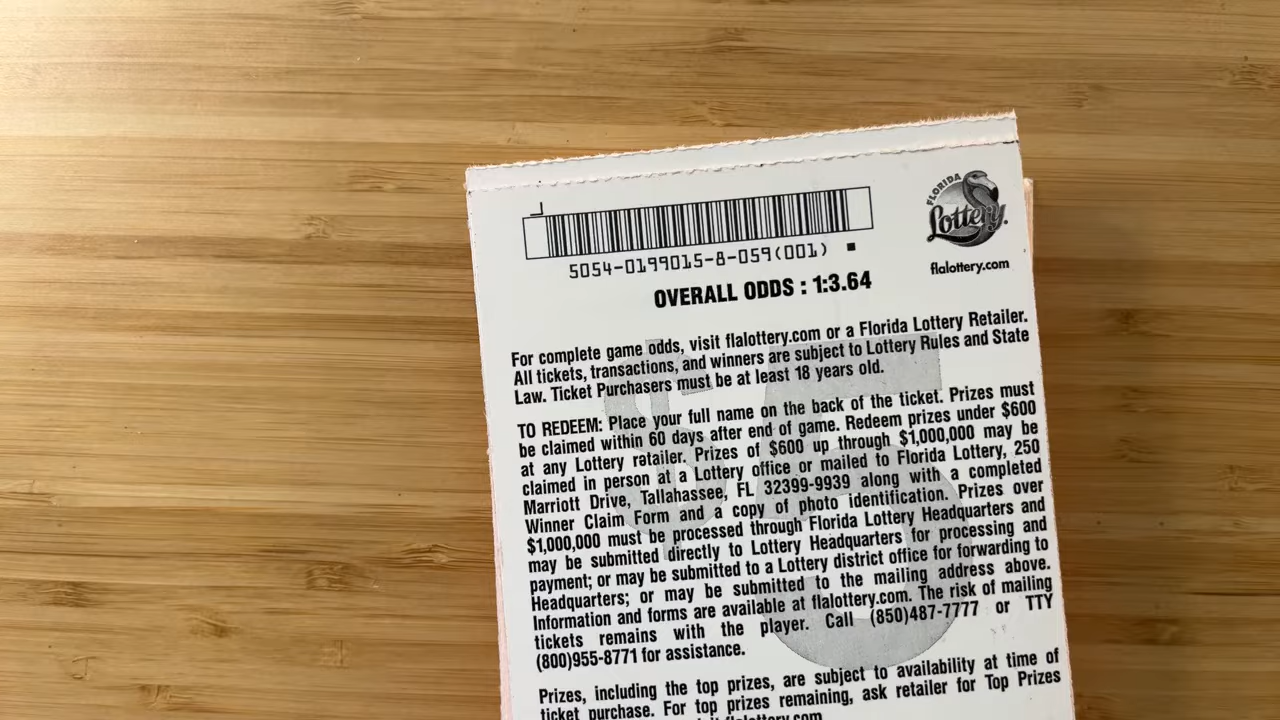 5054-0199015-8-059(001)
FLORIDA
Lottery.
flalottery.com
OVERALL ODDS : 1:3.64
For complete game odds, visit flalottery.com or a Florida Lottery Retailer.
All tickets, transactions, and winners are subject to Lottery Rules and State
Law. Ticket Purchasers must be at least 18 years old.
TO REDEEM: Place your full name on the back of the ticket. Prizes must
be claimed within 60 days after end of game. Redeem prizes under $600
at any Lottery retailer. Prizes of $600 up through $1,000,000 may be
claimed in person at a Lottery office or mailed to Florida Lottery, 250
Marriott Drive, Tallahassee, FL 32399-9939 along with a completed
Winner Claim Form and a copy of photo identification. Prizes over
$1,000,000 must be processed through Florida Lottery Headquarters and
may be submitted directly to Lottery Headquarters for processing and
payment; or may be submitted to a Lottery district office for forwarding to
Headquarters; or may be submitted to the mailing address above.
Information and forms are available at flalottery.com. The risk of mailing
tickets remains with the player. Call (850)487-7777 or TTY
(800)955-8771 for assistance.
$5
Prizes, including the top prizes, are subject to availability at time of
ticket purchase. For top prizes remaining, ask retailer for Top Prizes
flalottery.com